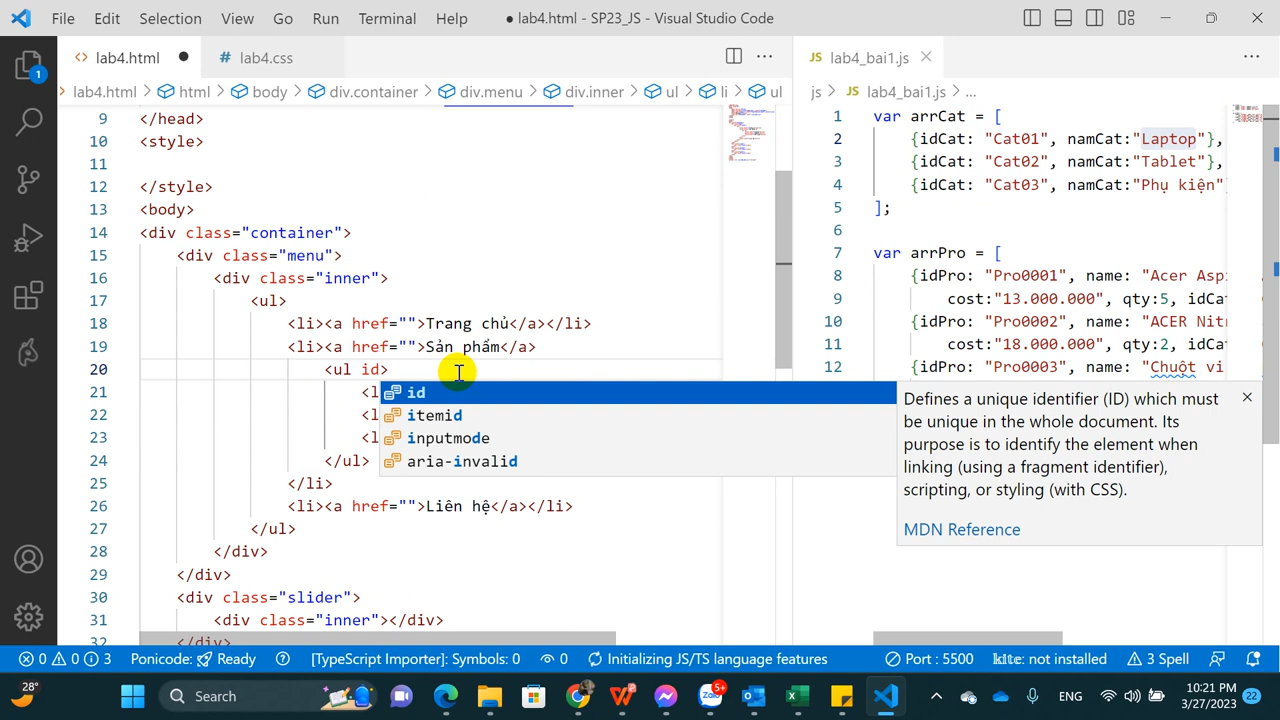 File Edit Selection View Go Run Terminal Help ● lab4.html - SP23_JS - Visual Studio Code
<> lab4.html ●
# lab4.css
lab4.html > html > body > div.container > div.menu > div.inner > ul > li > ul
9 </head>
10 <style>
11
12 </style>
13 <body>
14 <div class="container">
15 <div class="menu">
16 <div class="inner">
17 <ul>
18 <li><a href="">Trang chủ</a></li>
19 <li><a href="">Sản phẩm</a>
20 <ul id>
21 <l
22 <l
23 <l
24 </ul>
25 </li>
26 <li><a href="">Liên hệ</a></li>
27 </ul>
28 </div>
29 </div>
30 <div class="slider">
31 <div class="inner"></div>
32 </div>
id
itemid
inputmode
aria-invalid
JS lab4_bai1.js
js > JS lab4_bai1.js > ...
1 var arrCat = [
2 {idCat: "Cat01", namCat:"Laptop"},
3 {idCat: "Cat02", namCat:"Tablet"},
4 {idCat: "Cat03", namCat:"Phụ kiện"
5 ];
6
7 var arrPro = [
8 {idPro: "Pro0001", name: "Acer Asp
9 cost:"13.000.000", qty:5, idCa
10 {idPro: "Pro0002", name: "ACER Nit
11 cost:"18.000.000", qty:2, idCa
12 {idPro: "Pro0003", name: "Chuột vi
Defines a unique identifier (ID) which must
be unique in the whole document. Its
purpose is to identify the element when
linking (using a fragment identifier),
scripting, or styling (with CSS).
MDN Reference
1
0 0 3 Ponicode: Ready [TypeScript Importer]: Symbols: 0 0 Initializing JS/TS language features Port : 5500 kite: not installed 3 Spell
28° Search 5+ ENG 10:21 PM
3/27/2023 22